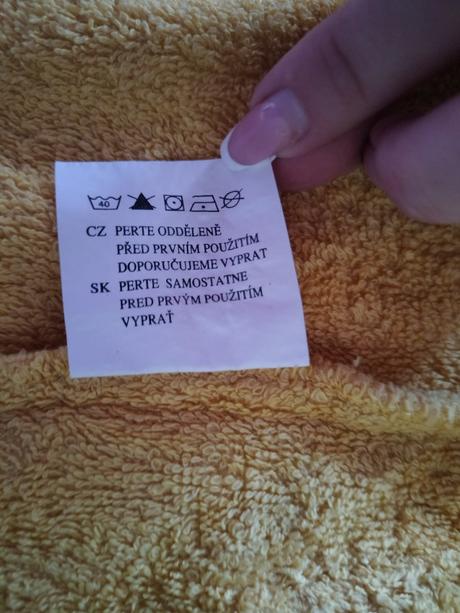 40
CZ PERTE ODDĚLENĚ
PŘED PRVNÍM POUŽITÍM
DOPORUČUJEME VYPRAT
SK PERTE SAMOSTATNE
PRED PRVÝM POUŽITÍM
VYPRAŤ